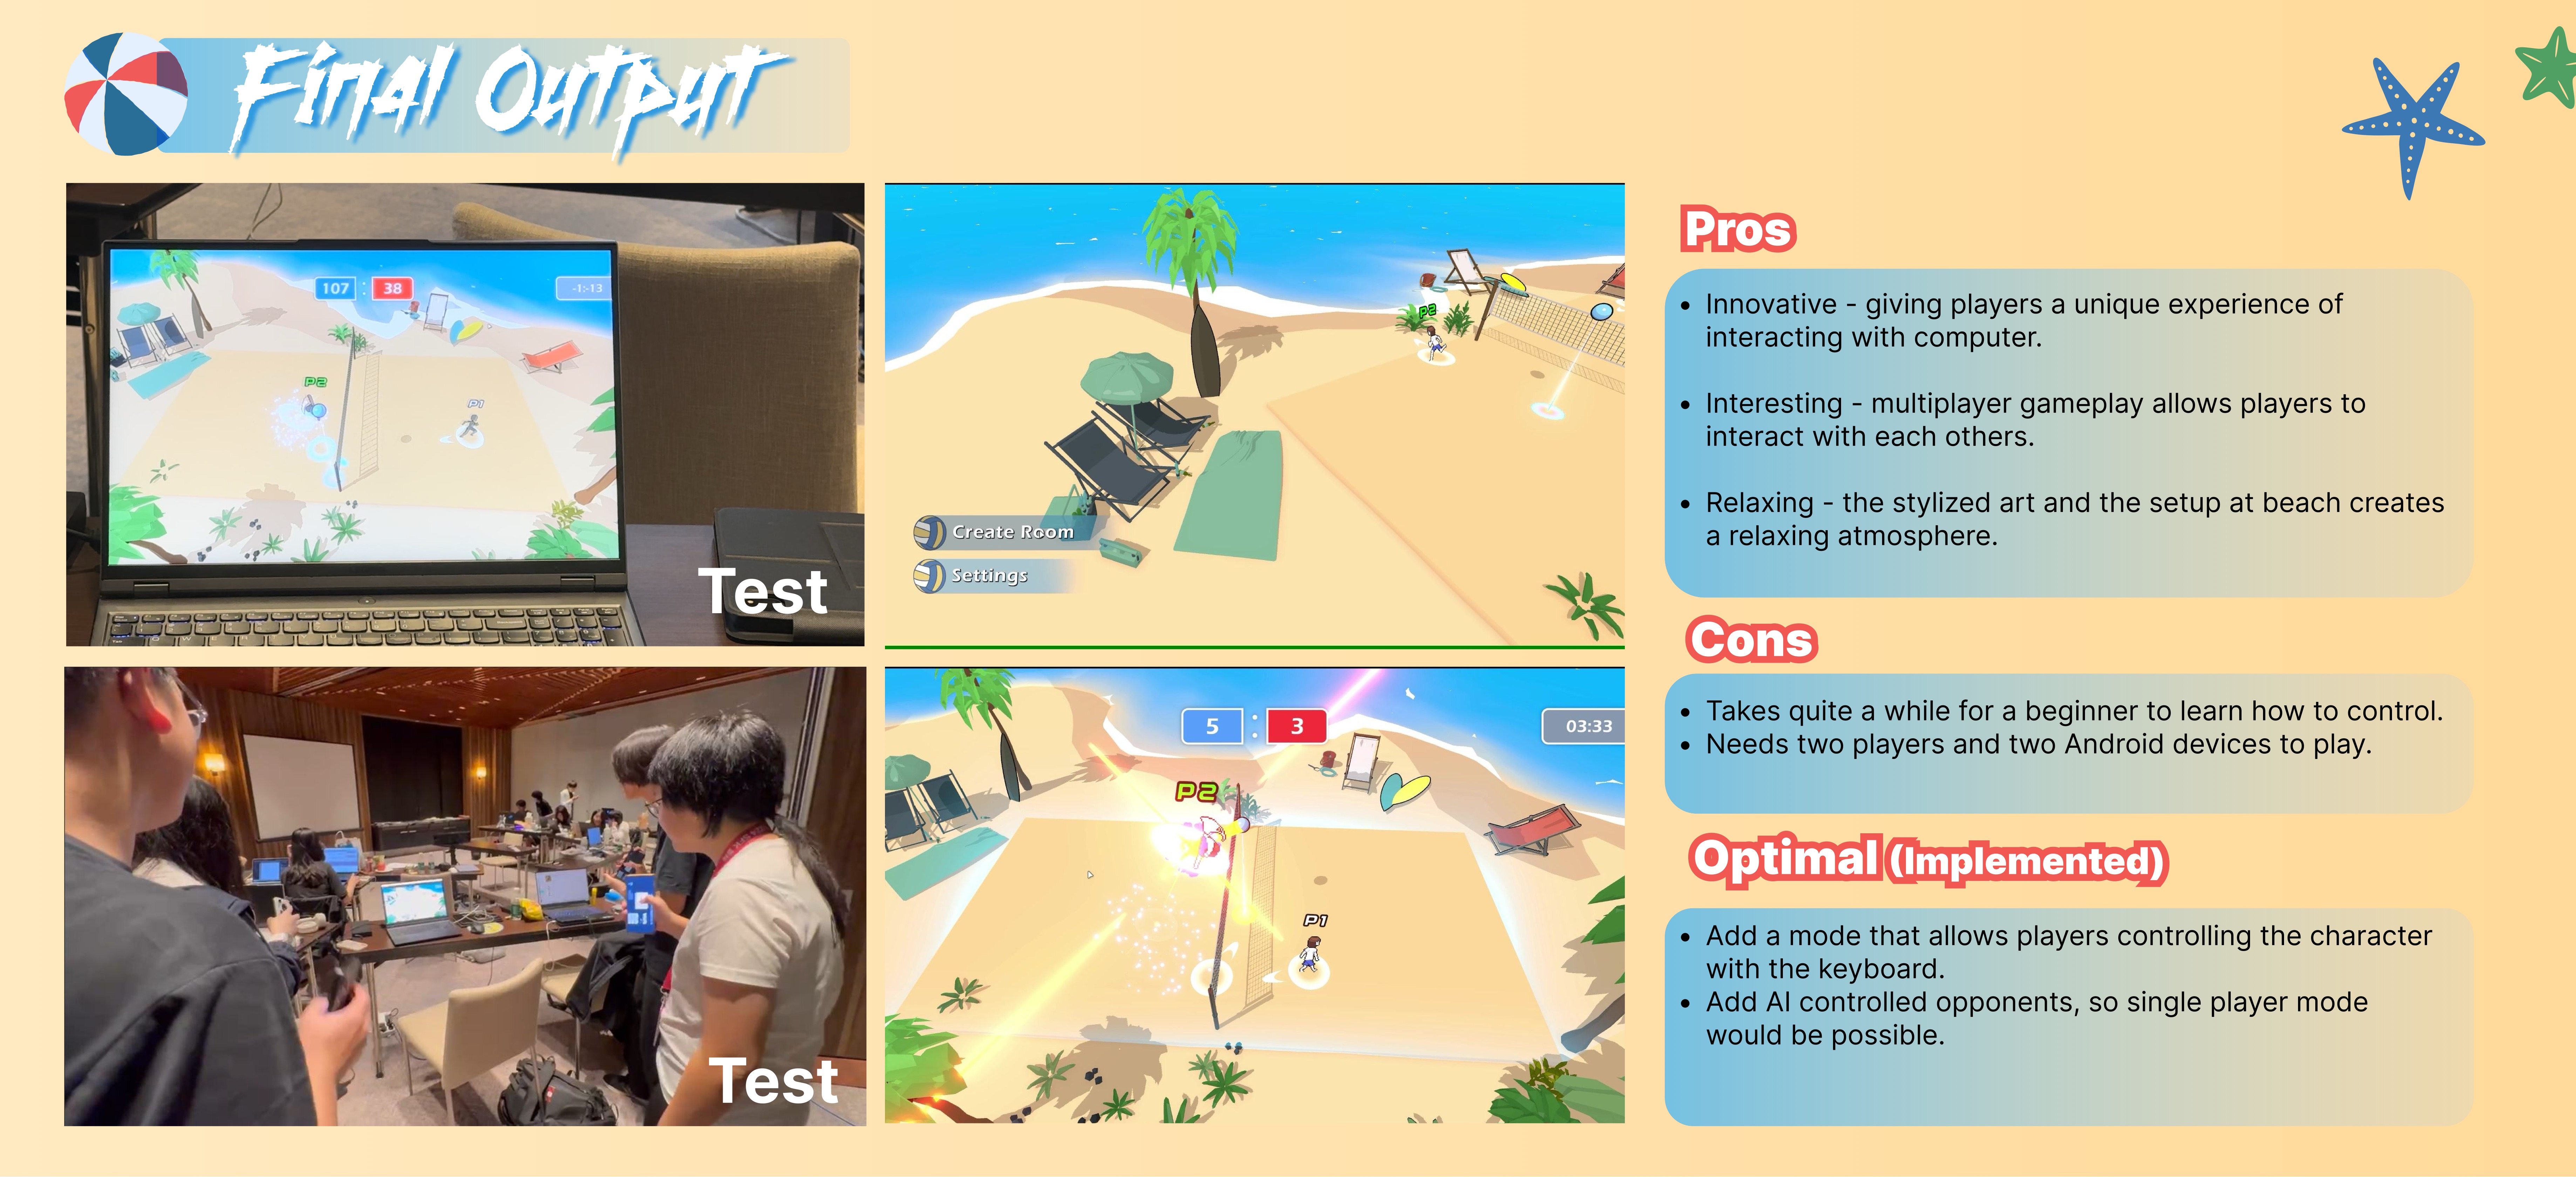 Final Output
107 : 38
-1:-13
P2
P1
Test
P2
Create Room
Settings
Test
5 : 3
03:33
P2
P1
Pros
• Innovative - giving players a unique experience of
interacting with computer.
• Interesting - multiplayer gameplay allows players to
interact with each others.
• Relaxing - the stylized art and the setup at beach creates
a relaxing atmosphere.
Cons
• Takes quite a while for a beginner to learn how to control.
• Needs two players and two Android devices to play.
Optimal (Implemented)
• Add a mode that allows players controlling the character
with the keyboard.
• Add AI controlled opponents, so single player mode
would be possible.